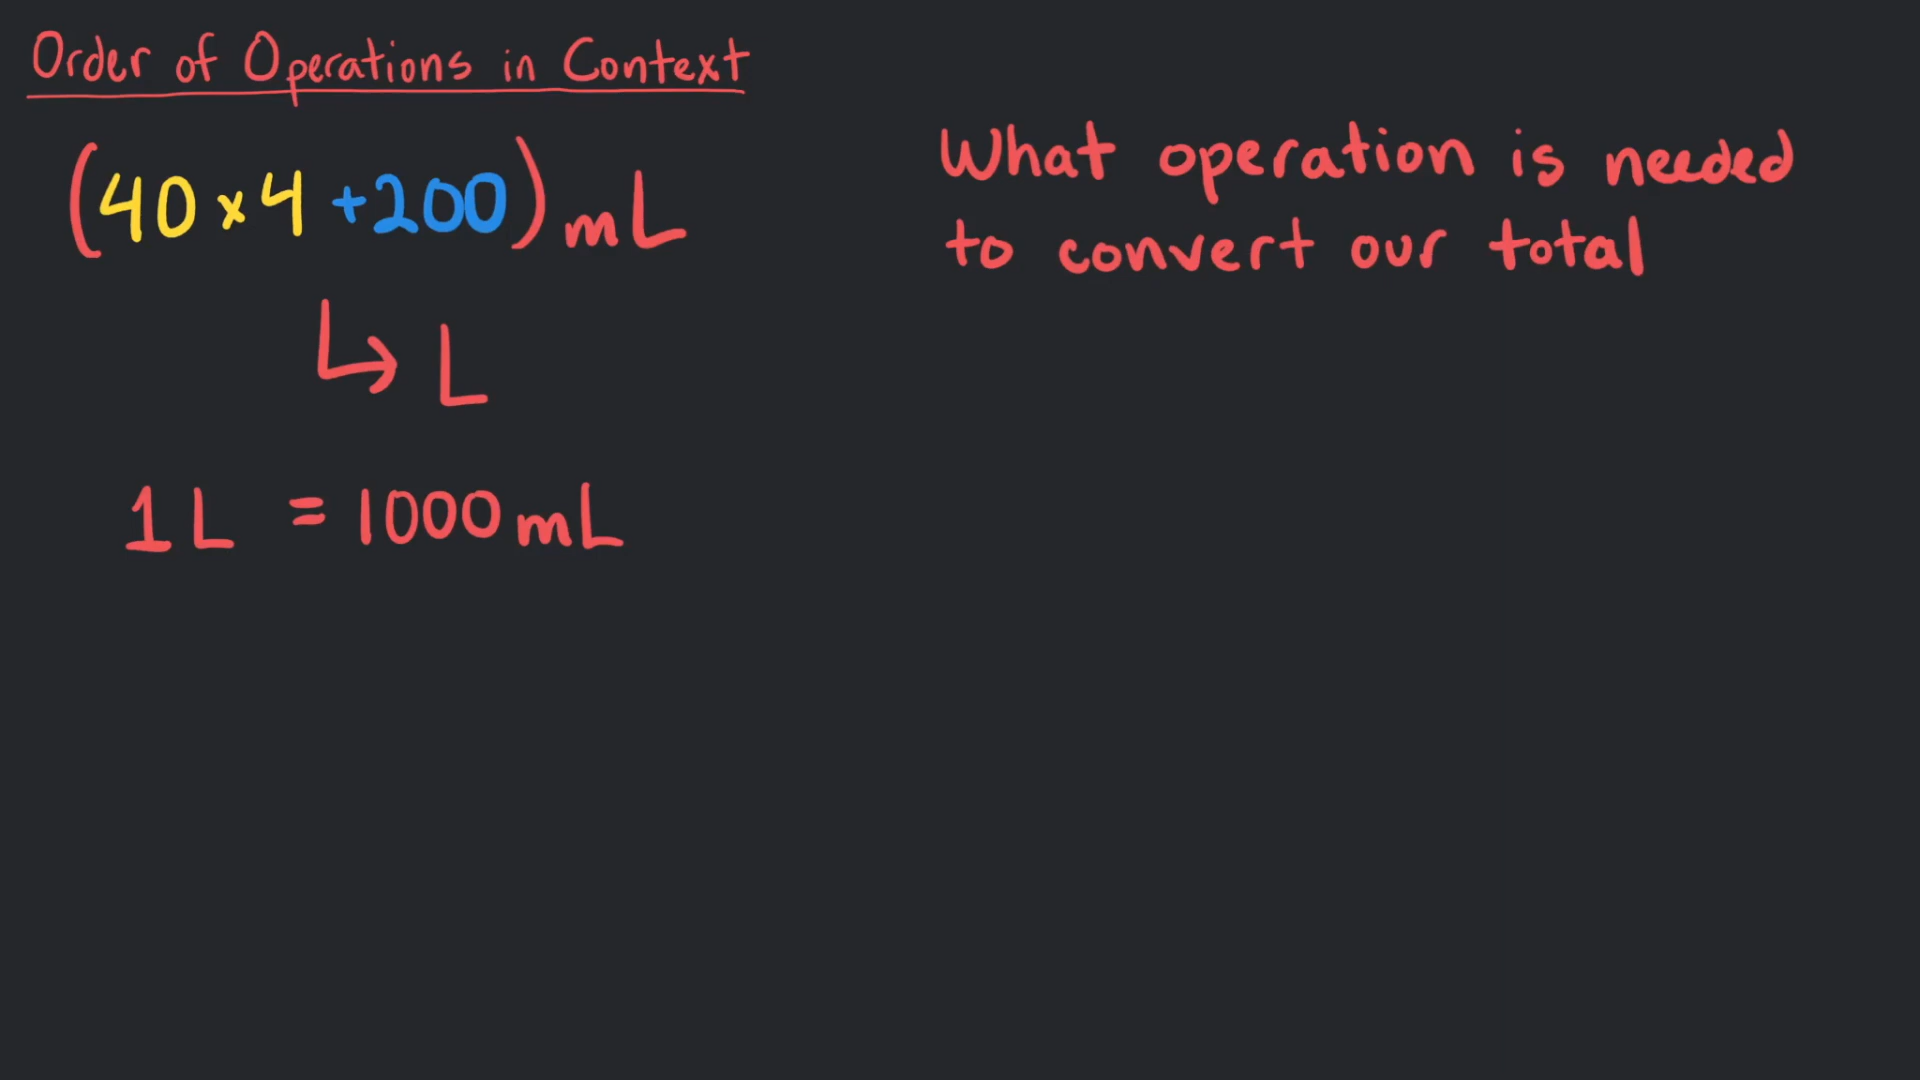 Order of Operations in Context
(40 x 4 + 200) mL
What operation is needed
to convert our total
↳ L
1 L = 1000 mL